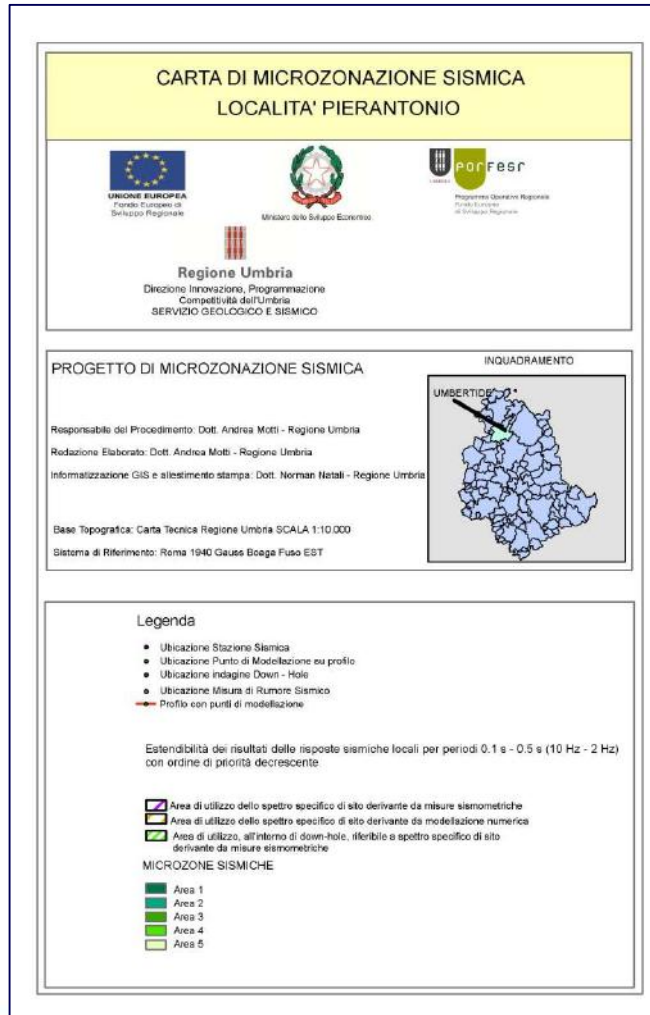 CARTA DI MICROZONAZIONE SISMICA
LOCALITA' PIERANTONIO
UNIONE EUROPEA
Fondo Europeo di
Sviluppo Regionale
Ministero dello Sviluppo Economico
PorFesr
Programma Operativo Regionale
Fondo Europeo
di Sviluppo Regionale
Regione Umbria
Direzione Innovazione, Programmazione
Competitività dell'Umbria
SERVIZIO GEOLOGICO E SISMICO
PROGETTO DI MICROZONAZIONE SISMICA
Responsabile del Procedimento: Dott. Andrea Motti - Regione Umbria
Redazione Elaborato: Dott. Andrea Motti - Regione Umbria
Informatizzazione GIS e allestimento stampa: Dott. Norman Natali - Regione Umbria
Base Topografica: Carta Tecnica Regione Umbria SCALA 1:10.000
Sistema di Riferimento: Roma 1940 Gauss Boaga Fuso EST
INQUADRAMENTO
UMBERTIDE
Legenda
Ubicazione Stazione Sismica
Ubicazione Punto di Modellazione su profilo
Ubicazione indagine Down - Hole
Ubicazione Misura di Rumore Sismico
Profilo con punti di modellazione
Estendibilità dei risultati delle risposte sismiche locali per periodi 0.1 s - 0.5 s (10 Hz - 2 Hz)
con ordine di priorità decrescente
Area di utilizzo dello spettro specifico di sito derivante da misure sismometriche
Area di utilizzo dello spettro specifico di sito derivante da modellazione numerica
Area di utilizzo, all'interno di down-hole, riferibile a spettro specifico di sito
derivante da misure sismometriche
MICROZONE SISMICHE
Area 1
Area 2
Area 3
Area 4
Area 5